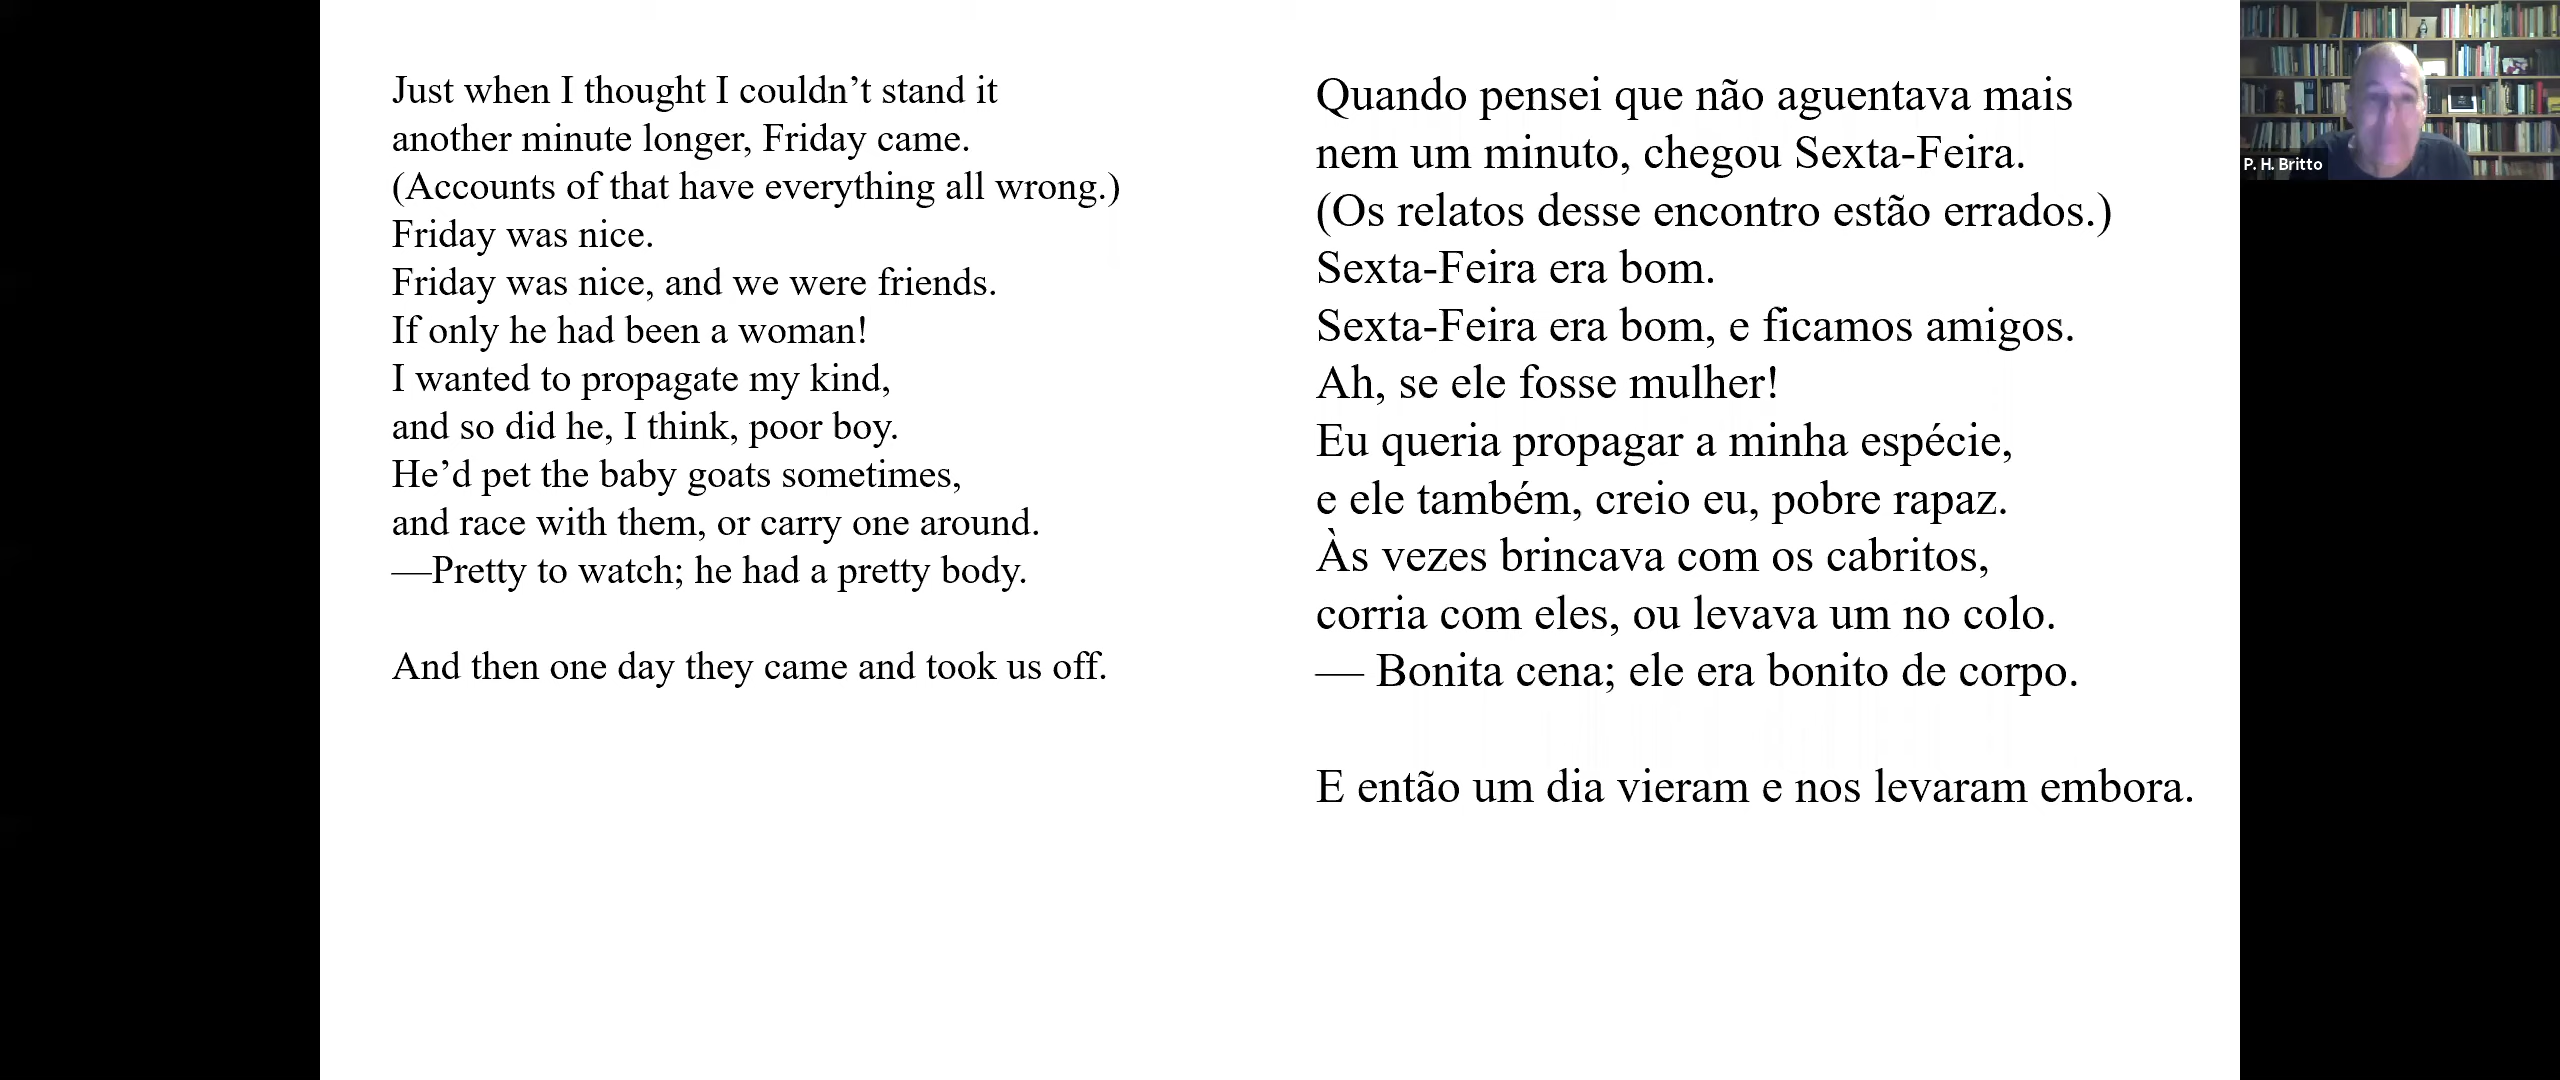 Just when I thought I couldn’t stand it
another minute longer, Friday came.
(Accounts of that have everything all wrong.)
Friday was nice.
Friday was nice, and we were friends.
If only he had been a woman!
I wanted to propagate my kind,
and so did he, I think, poor boy.
He’d pet the baby goats sometimes,
and race with them, or carry one around.
—Pretty to watch; he had a pretty body.
And then one day they came and took us off.
Quando pensei que não aguentava mais
nem um minuto, chegou Sexta-Feira.
(Os relatos desse encontro estão errados.)
Sexta-Feira era bom.
Sexta-Feira era bom, e ficamos amigos.
Ah, se ele fosse mulher!
Eu queria propagar a minha espécie,
e ele também, creio eu, pobre rapaz.
Às vezes brincava com os cabritos,
corria com eles, ou levava um no colo.
— Bonita cena; ele era bonito de corpo.
E então um dia vieram e nos levaram embora.
P. H. Britto